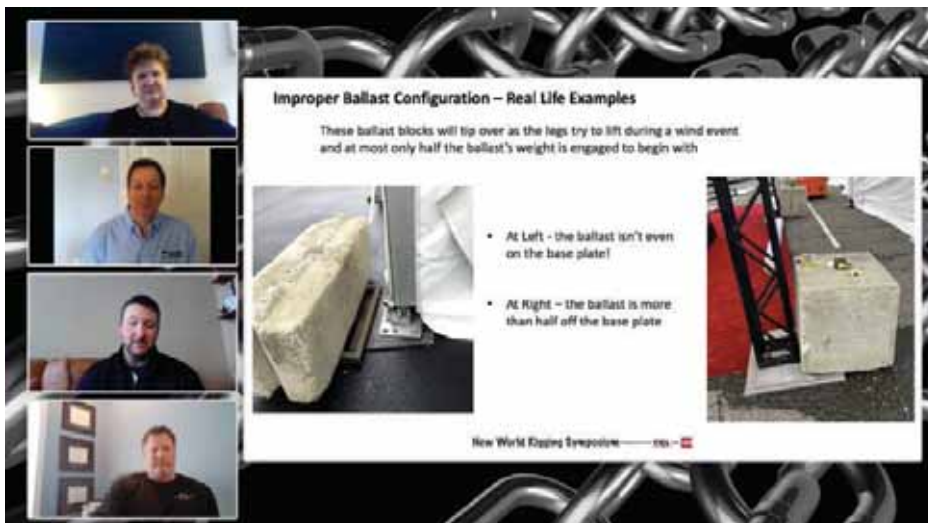 Improper Ballast Configuration – Real Life Examples
These ballast blocks will tip over as the legs try to lift during a wind event
and at most only half the ballast's weight is engaged to begin with
• At Left - the ballast isn't even
on the base plate!
• At Right – the ballast is more
than half off the base plate
New World Rigging Symposium